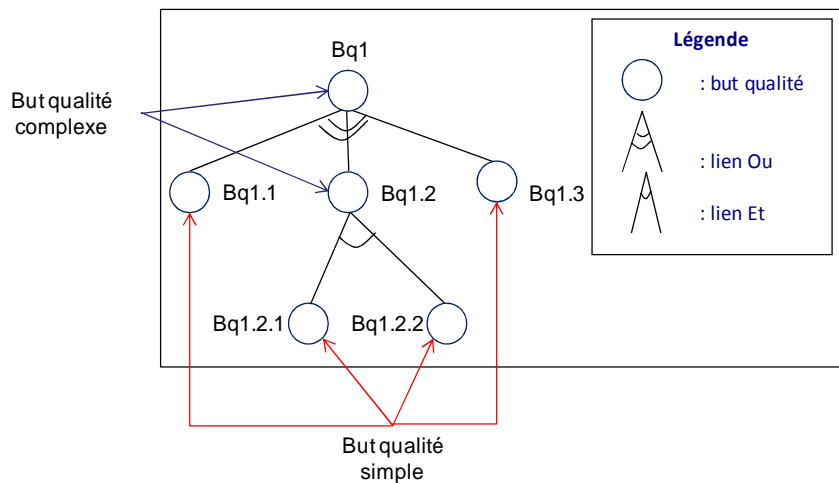 Bq1
But qualité
complexe
Bq1.1
Bq1.2
Bq1.3
Bq1.2.1
Bq1.2.2
But qualité
simple
Légende
: but qualité
: lien Ou
: lien Et